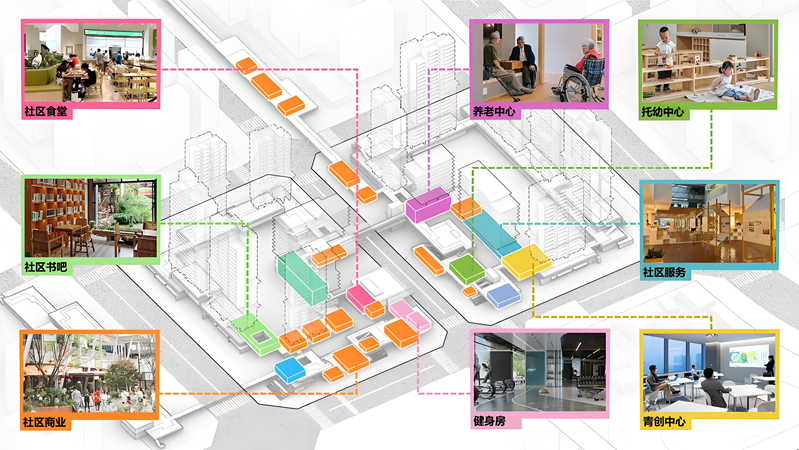 社区食堂
养老中心
托幼中心
社区书吧
社区服务
社区商业
健身房
青创中心